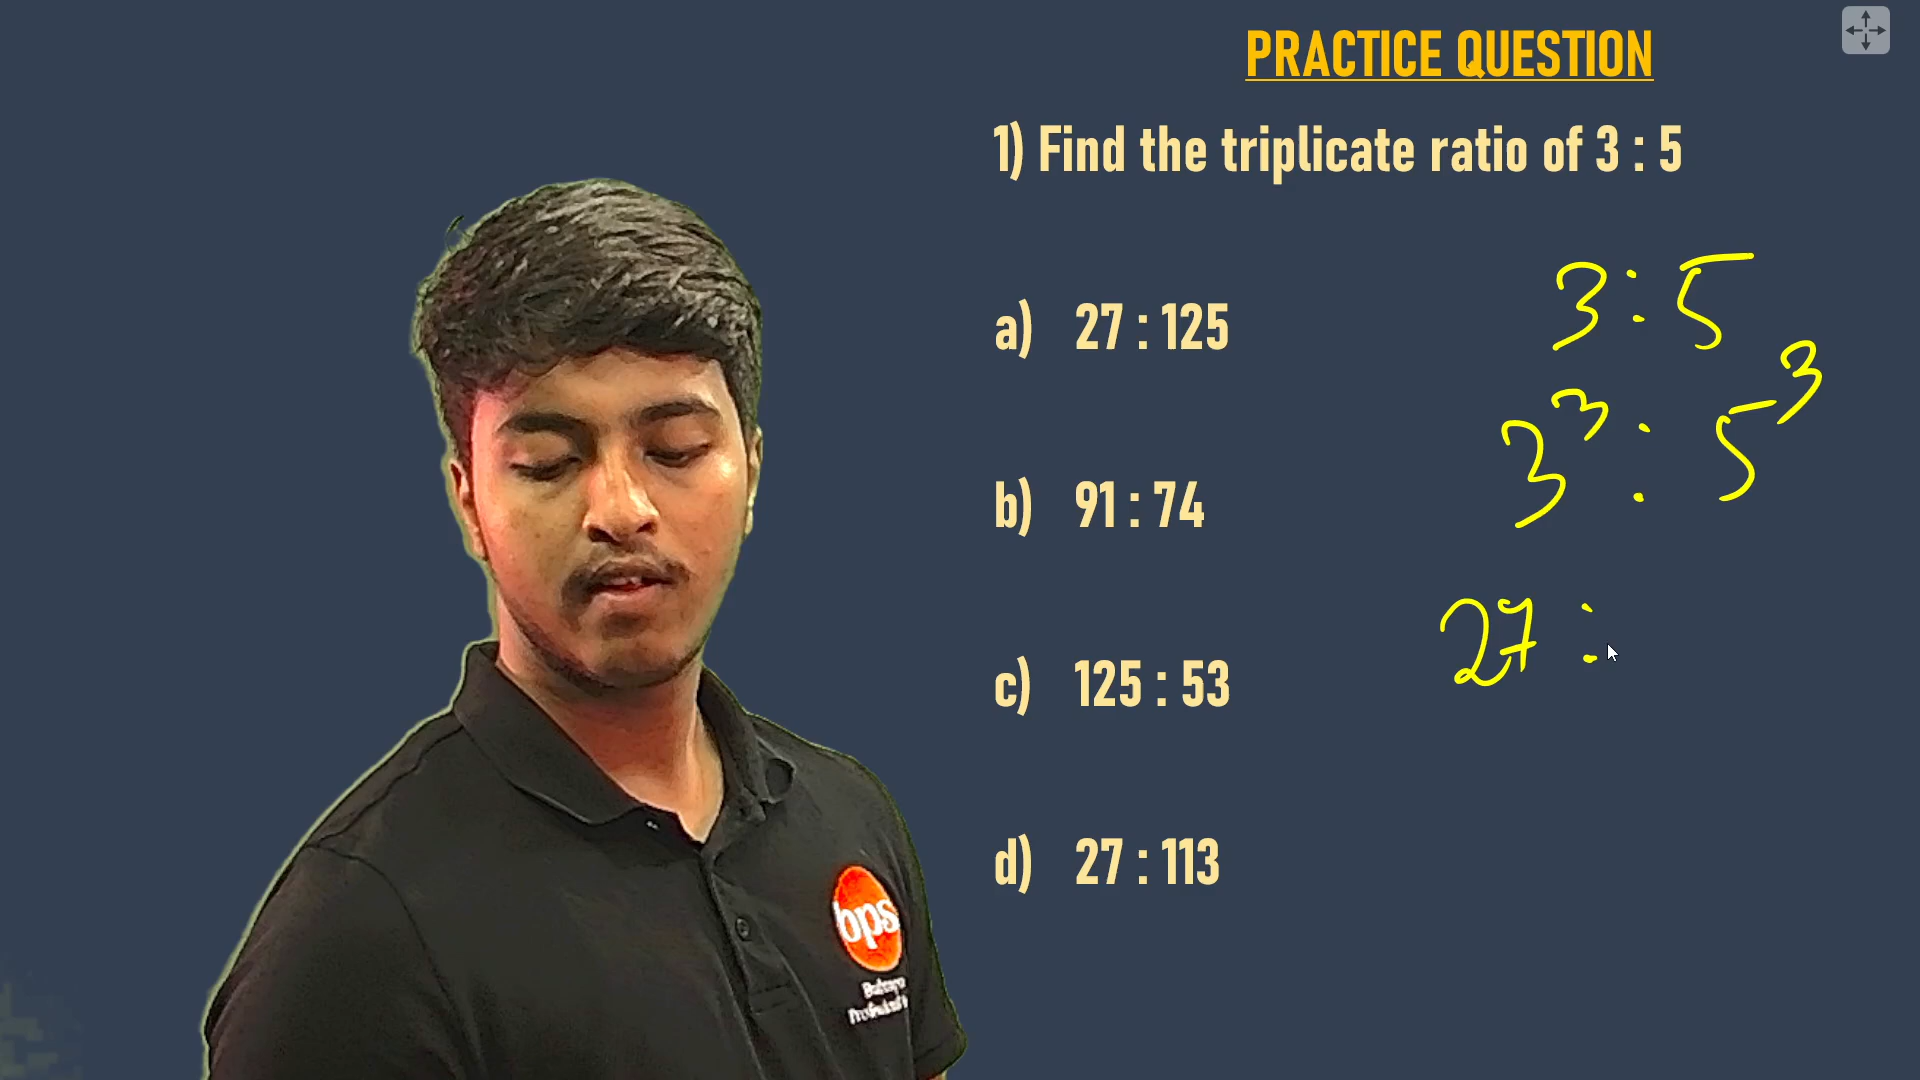 PRACTICE QUESTION
1) Find the triplicate ratio of 3 : 5
a) 27 : 125
b) 91 : 74
c) 125 : 53
d) 27 : 113
3 : 5
3³ : 5³
27 :
bps